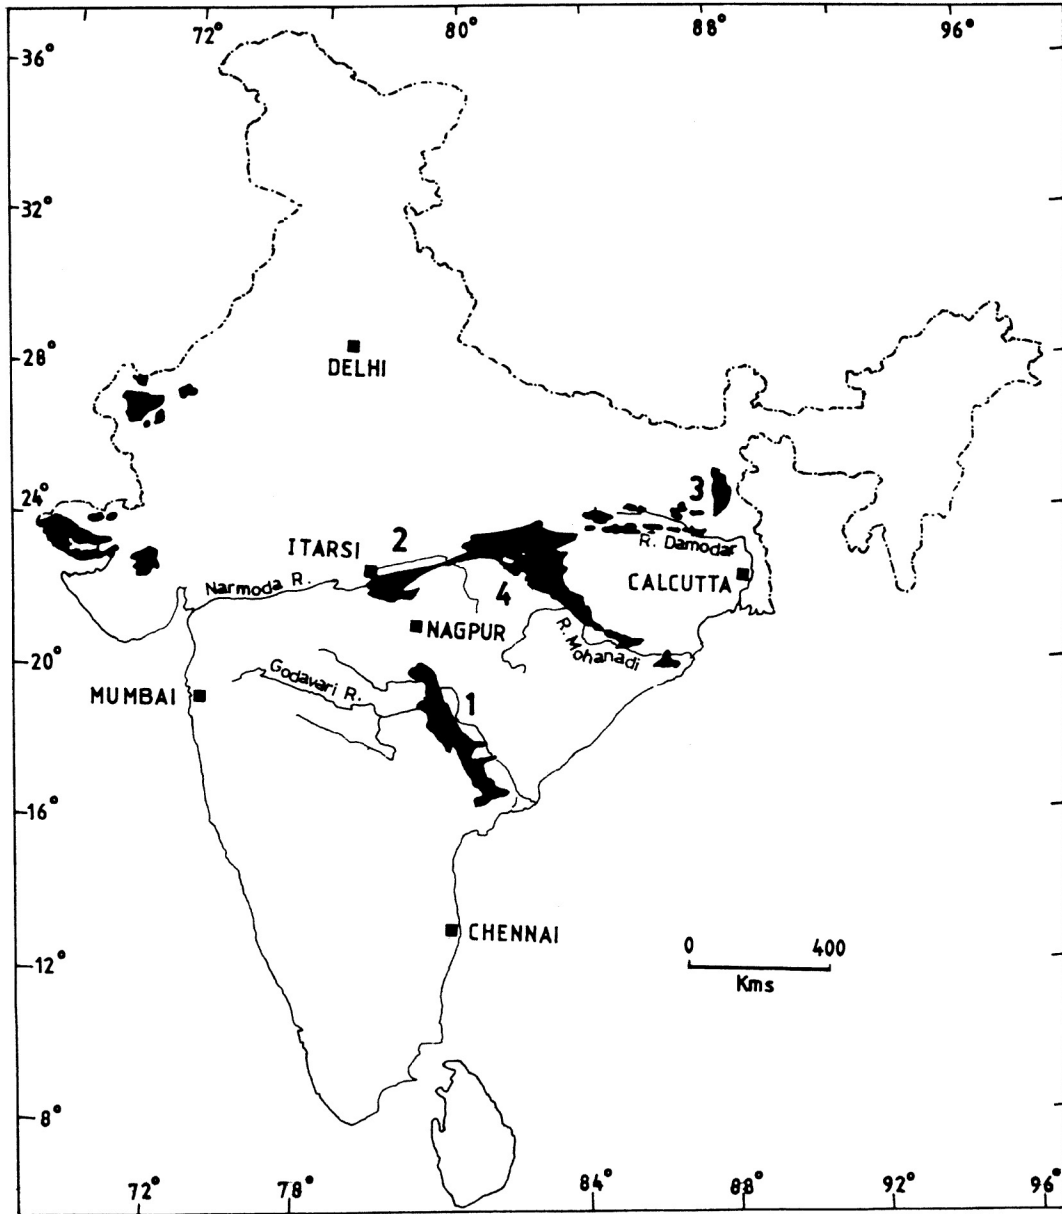 72°
80°
88°
96°
36°
32°
28°
DELHI
24°
3
ITARSI
2
R. Damodar
CALCUTTA
Narmoda R.
4
NAGPUR
R. Mohanadi
20°
Godavari R.
MUMBAI
1
16°
CHENNAI
0
400
Kms
12°
8°
72°
78°
84°
88°
92°
96°